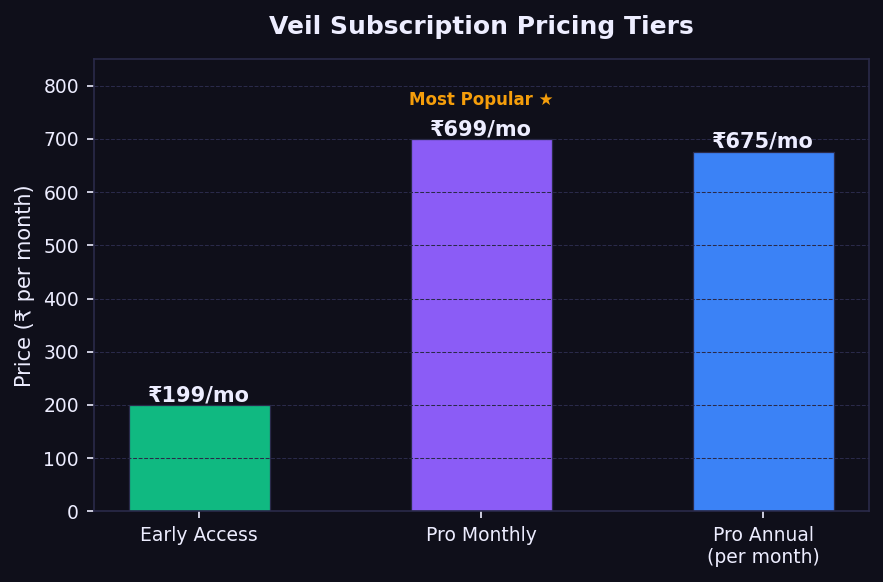 Veil Subscription Pricing Tiers
Price (₹ per month)
800
700
600
500
400
300
200
100
0
Most Popular ★
₹199/mo
₹699/mo
₹675/mo
Early Access
Pro Monthly
Pro Annual
(per month)